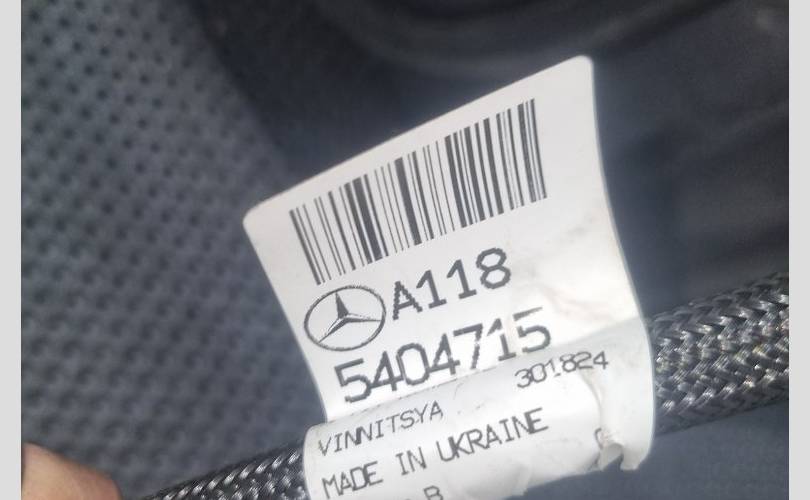 A118
5404715
301824
VINNITSYA
MADE IN UKRAINE
B